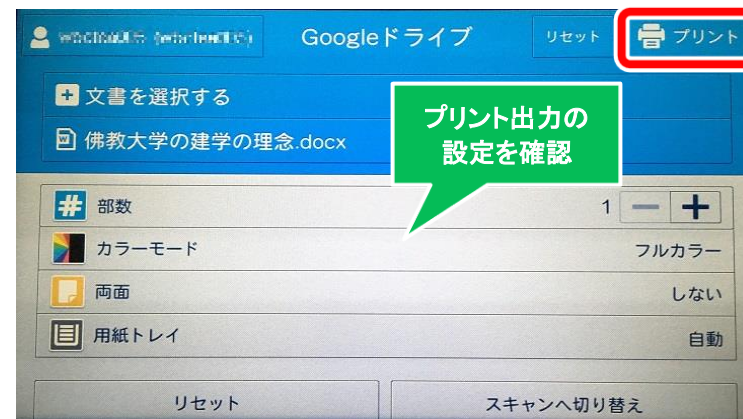 Googleドライブ
リセット
プリント
文書を選択する
佛教大学の建学の理念.docx
プリント出力の
設定を確認
部数
1
カラーモード
フルカラー
両面
しない
用紙トレイ
自動
リセット
スキャンへ切り替え